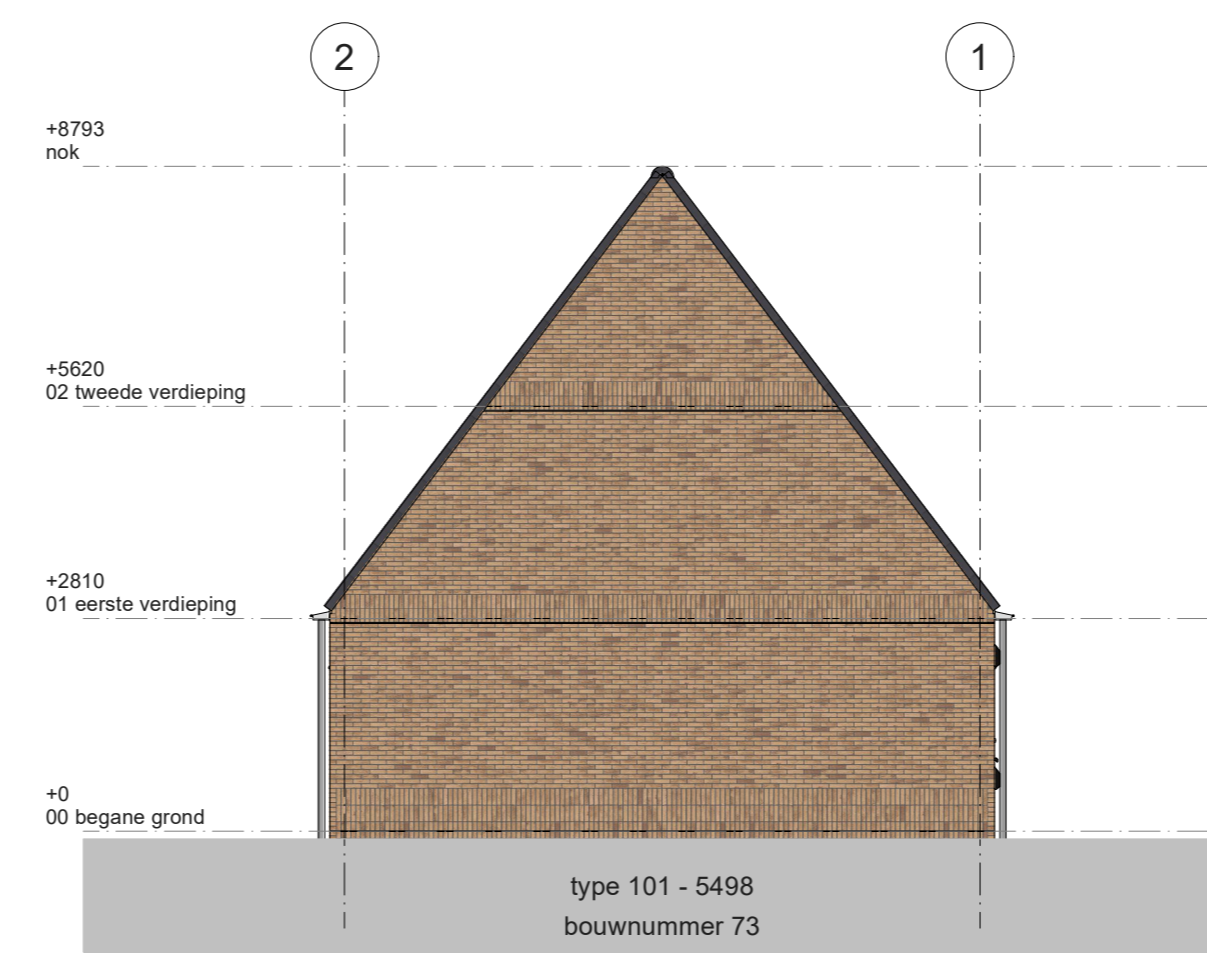 2
1
+8793
nok
+5620
02 tweede verdieping
+2810
01 eerste verdieping
+0
00 begane grond
type 101 - 5498
bouwnummer 73